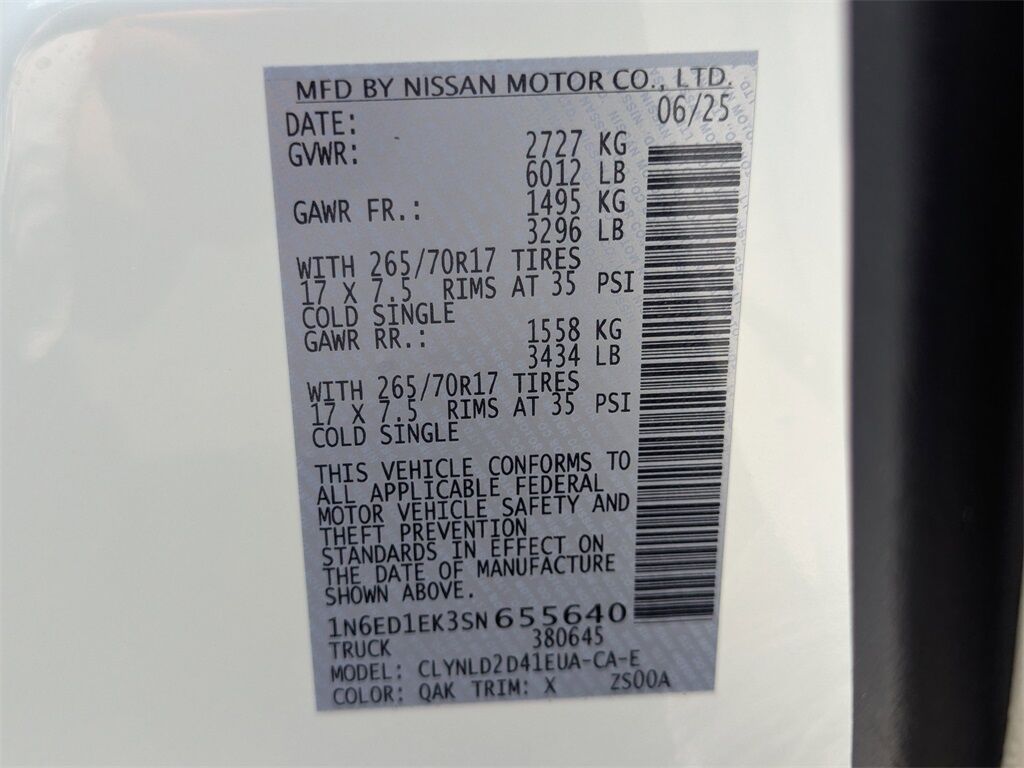 MFD BY NISSAN MOTOR CO., LTD.
DATE: 06/25
GVWR: 2727 KG
6012 LB
GAWR FR.: 1495 KG
3296 LB
WITH 265/70R17 TIRES
17 X 7.5 RIMS AT 35 PSI
COLD SINGLE
GAWR RR.: 1558 KG
3434 LB
WITH 265/70R17 TIRES
17 X 7.5 RIMS AT 35 PSI
COLD SINGLE
THIS VEHICLE CONFORMS TO
ALL APPLICABLE FEDERAL
MOTOR VEHICLE SAFETY AND
THEFT PREVENTION
STANDARDS IN EFFECT ON
THE DATE OF MANUFACTURE
SHOWN ABOVE.
1N6ED1EK3SN655640
TRUCK 380645
MODEL: CLYNLD2D41EUA-CA-E
COLOR: QAK TRIM: X ZS00A